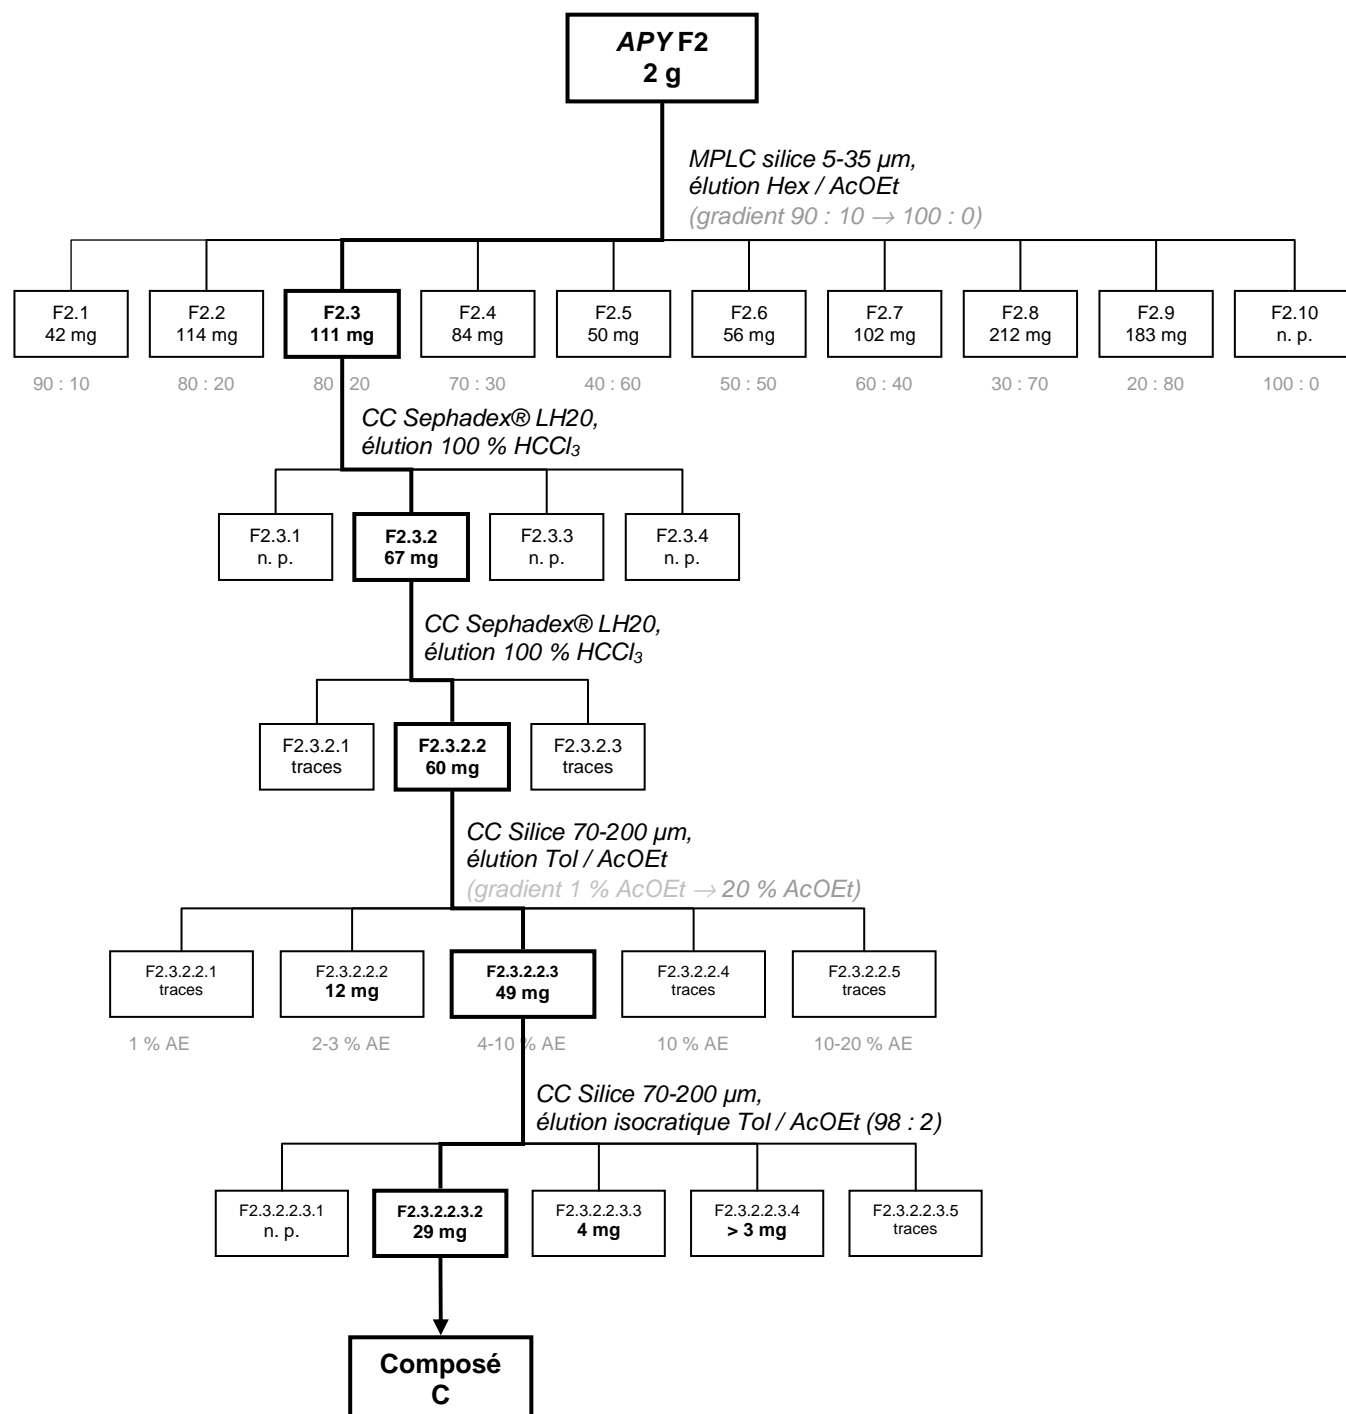 APY F2
2 g
MPLC silice 5-35 µm,
élution Hex / AcOEt
(gradient 90 : 10 → 100 : 0)
F2.1
42 mg
F2.2
114 mg
F2.3
111 mg
F2.4
84 mg
F2.5
50 mg
F2.6
56 mg
F2.7
102 mg
F2.8
212 mg
F2.9
183 mg
F2.10
n. p.
90 : 10
80 : 20
80 : 20
70 : 30
40 : 60
50 : 50
60 : 40
30 : 70
20 : 80
100 : 0
CC Sephadex® LH20,
élution 100 % HCCl₃
F2.3.1
n. p.
F2.3.2
67 mg
F2.3.3
n. p.
F2.3.4
n. p.
CC Sephadex® LH20,
élution 100 % HCCl₃
F2.3.2.1
traces
F2.3.2.2
60 mg
F2.3.2.3
traces
CC Silice 70-200 µm,
élution Tol / AcOEt
(gradient 1 % AcOEt → 20 % AcOEt)
F2.3.2.2.1
traces
F2.3.2.2.2
12 mg
F2.3.2.2.3
49 mg
F2.3.2.2.4
traces
F2.3.2.2.5
traces
1 % AE
2-3 % AE
4-10 % AE
10 % AE
10-20 % AE
CC Silice 70-200 µm,
élution isocratique Tol / AcOEt (98 : 2)
F2.3.2.2.3.1
n. p.
F2.3.2.2.3.2
29 mg
F2.3.2.2.3.3
4 mg
F2.3.2.2.3.4
> 3 mg
F2.3.2.2.3.5
traces
Composé
C